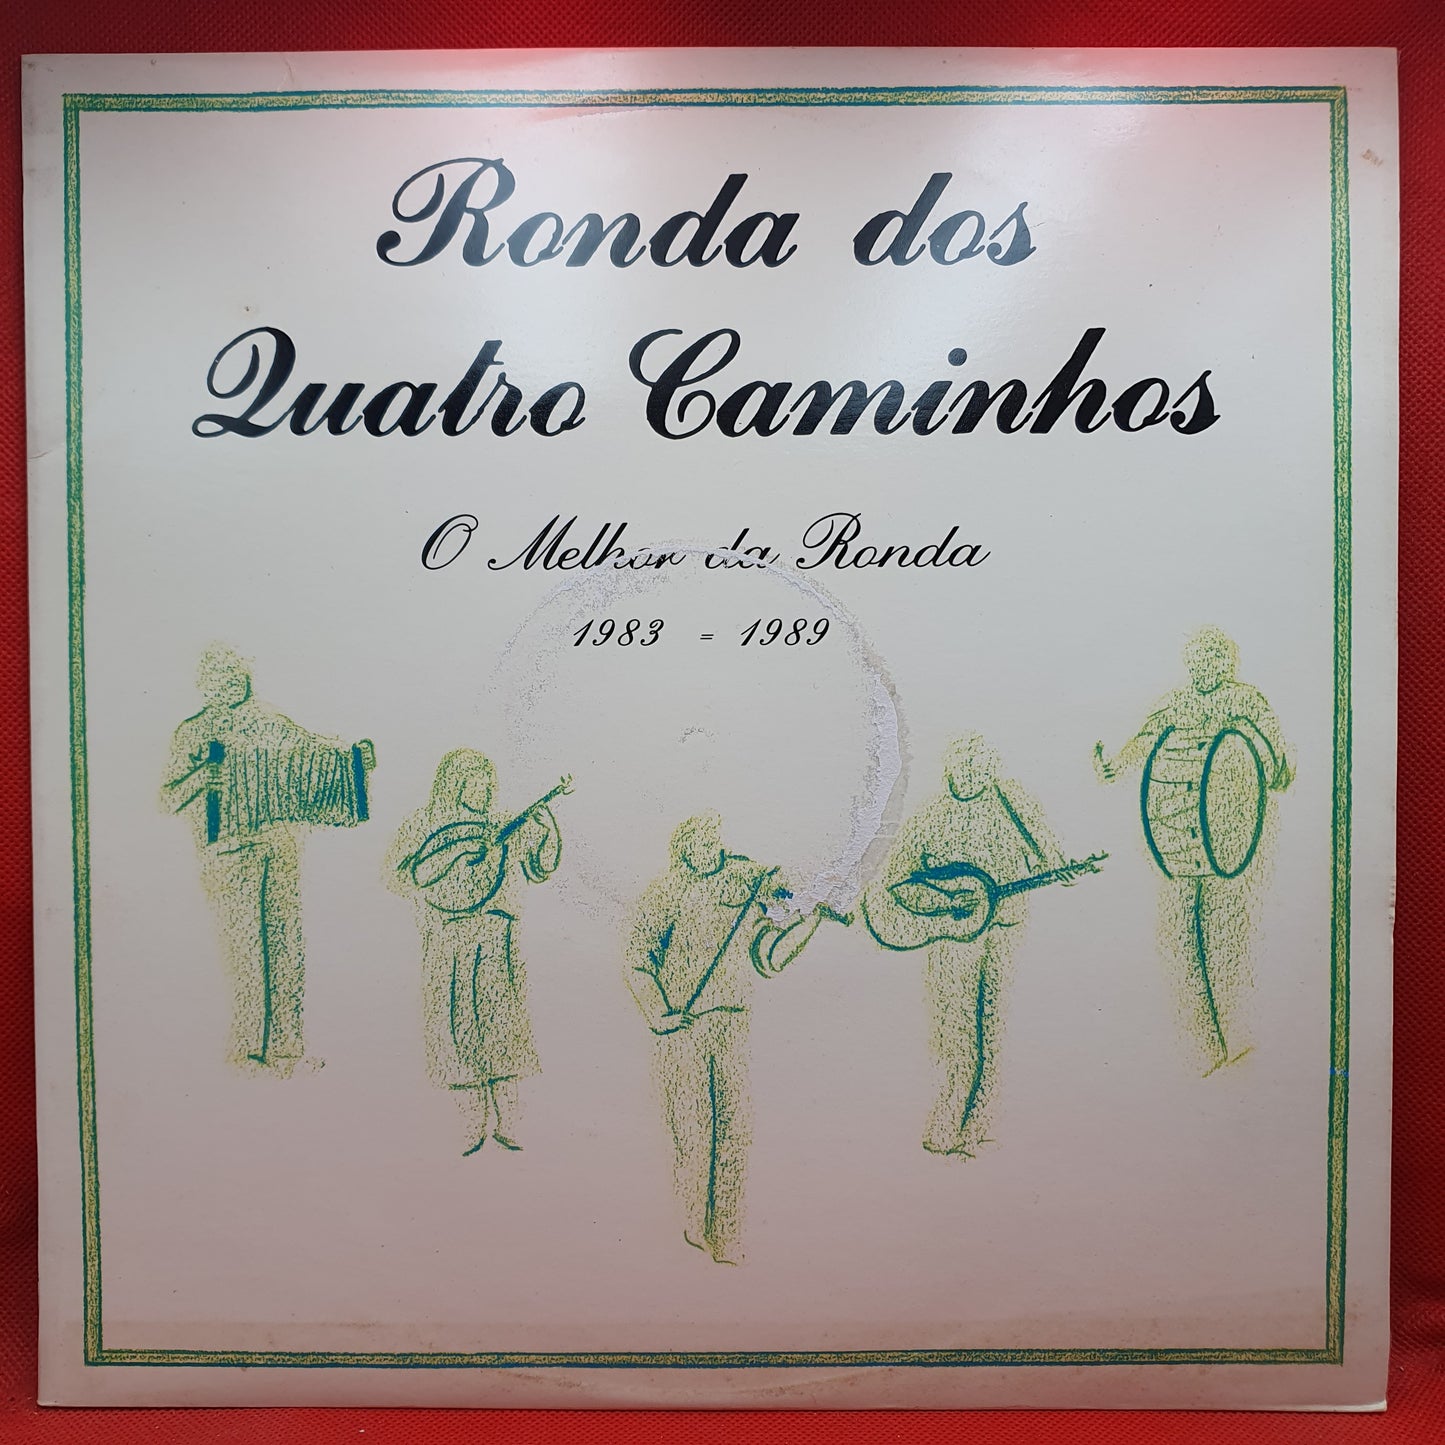 Ronda dos
Quatro Caminhos
O Melhor da Ronda
1983 = 1989